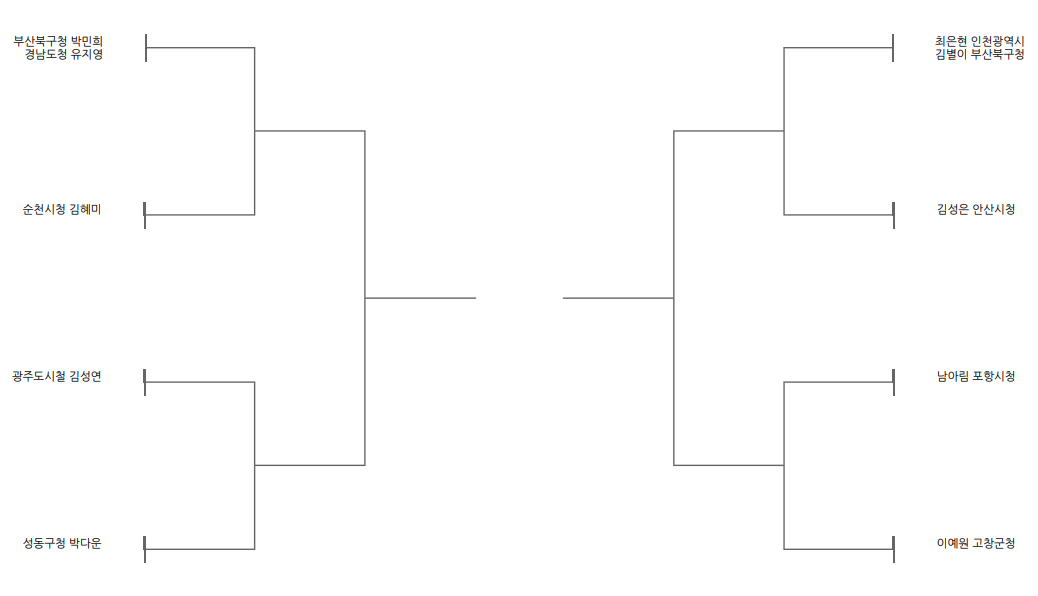 부산북구청 박민희
경남도청 유지영
최은현 인천광역시
김별이 부산북구청
순천시청 김혜미
김성은 안산시청
광주도시철 김성연
남아림 포항시청
성동구청 박다운
이예원 고창군청